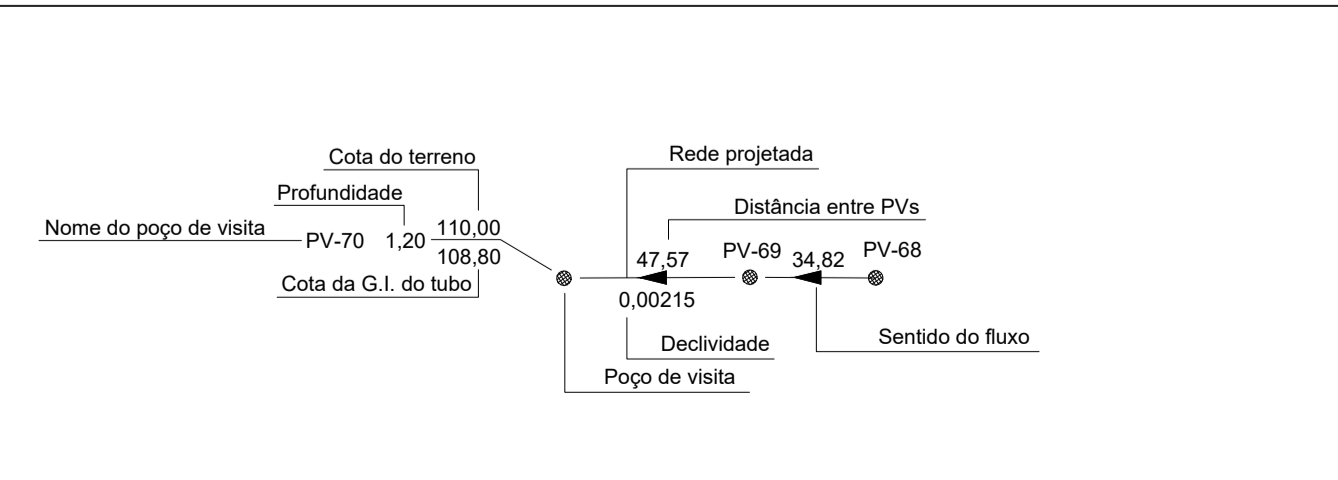 Cota do terreno
Rede projetada
Profundidade
Distância entre PVs
Nome do poço de visita
PV-70
1,20
110,00
108,80
47,57
PV-69
34,82
PV-68
Cota da G.I. do tubo
0,00215
Declividade
Sentido do fluxo
Poço de visita